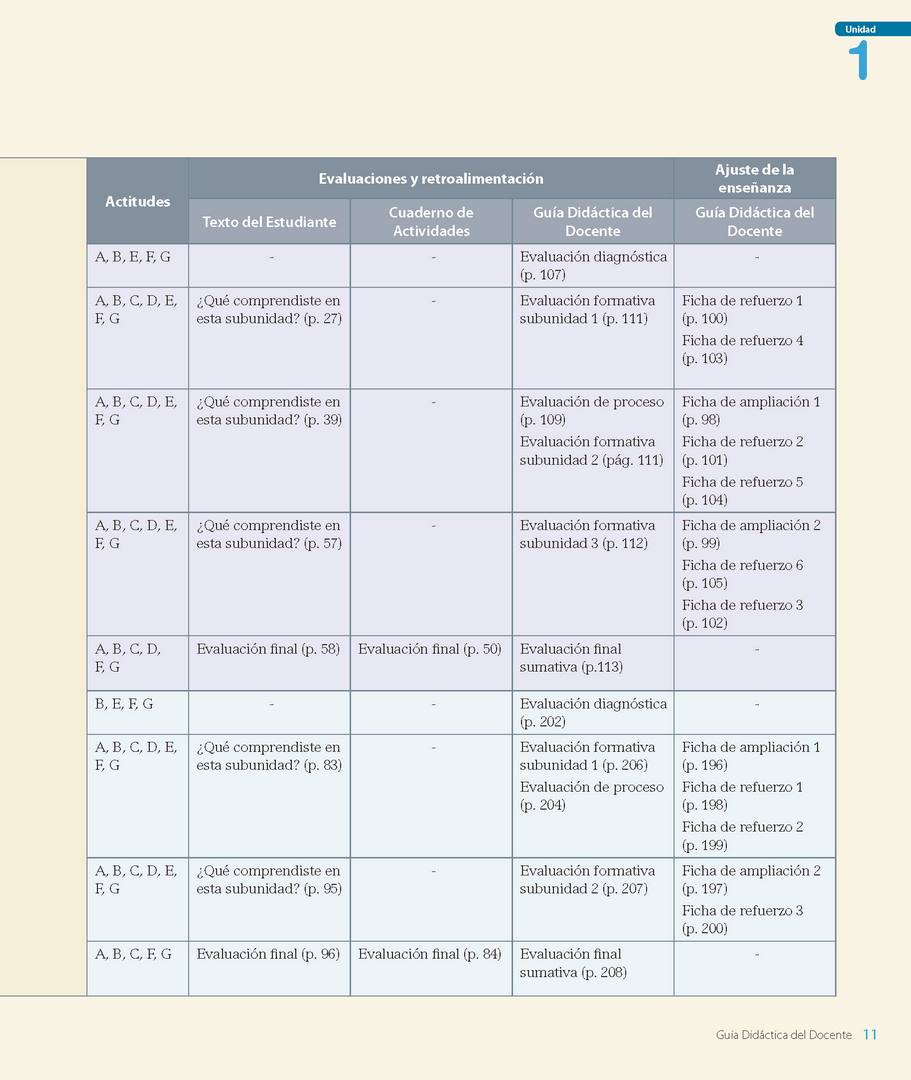 Unidad
1
Actitudes
Evaluaciones y retroalimentación
Ajuste de la
enseñanza
Texto del Estudiante
Cuaderno de
Actividades
Guía Didáctica del
Docente
Guía Didáctica del
Docente
A, B, E, F, G
-
-
Evaluación diagnóstica
(p. 107)
-
A, B, C, D, E,
F, G
¿Qué comprendiste en
esta subunidad? (p. 27)
-
Evaluación formativa
subunidad 1 (p. 111)
Ficha de refuerzo 1
(p. 100)
Ficha de refuerzo 4
(p. 103)
A, B, C, D, E,
F, G
¿Qué comprendiste en
esta subunidad? (p. 39)
-
Evaluación de proceso
(p. 109)
Evaluación formativa
subunidad 2 (pág. 111)
Ficha de ampliación 1
(p. 98)
Ficha de refuerzo 2
(p. 101)
Ficha de refuerzo 5
(p. 104)
A, B, C, D, E,
F, G
¿Qué comprendiste en
esta subunidad? (p. 57)
-
Evaluación formativa
subunidad 3 (p. 112)
Ficha de ampliación 2
(p. 99)
Ficha de refuerzo 6
(p. 105)
Ficha de refuerzo 3
(p. 102)
A, B, C, D,
F, G
Evaluación final (p. 58)
Evaluación final (p. 50)
Evaluación final
sumativa (p.113)
-
B, E, F, G
-
-
Evaluación diagnóstica
(p. 202)
-
A, B, C, D, E,
F, G
¿Qué comprendiste en
esta subunidad? (p. 83)
-
Evaluación formativa
subunidad 1 (p. 206)
Evaluación de proceso
(p. 204)
Ficha de ampliación 1
(p. 196)
Ficha de refuerzo 1
(p. 198)
Ficha de refuerzo 2
(p. 199)
A, B, C, D, E,
F, G
¿Qué comprendiste en
esta subunidad? (p. 95)
-
Evaluación formativa
subunidad 2 (p. 207)
Ficha de ampliación 2
(p. 197)
Ficha de refuerzo 3
(p. 200)
A, B, C, F, G
Evaluación final (p. 96)
Evaluación final (p. 84)
Evaluación final
sumativa (p. 208)
-
Guía Didáctica del Docente 11